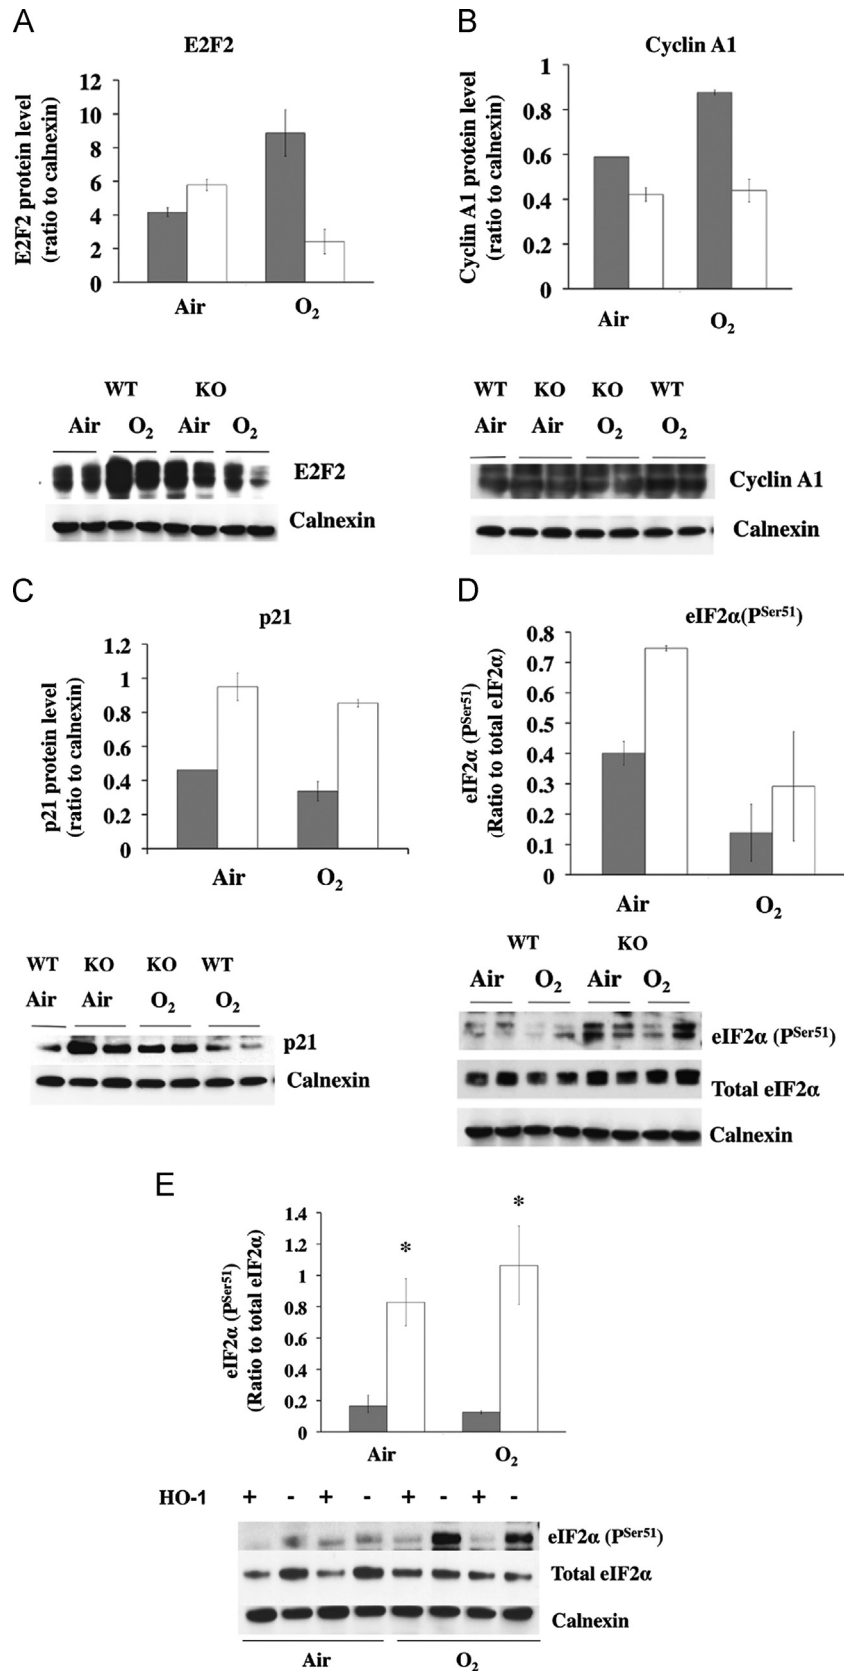 A
E2F2
E2F2 protein level
(ratio to calnexin)
12
10
8
6
4
2
0
Air O₂
WT KO
Air O₂ Air O₂
E2F2
Calnexin
B
Cyclin A1
Cyclin A1 protein level
(ratio to calnexin)
1
0.8
0.6
0.4
0.2
0
Air O₂
WT KO KO WT
Air Air O₂ O₂
Cyclin A1
Calnexin
C
p21
p21 protein level
(ratio to calnexin)
1.2
1
0.8
0.6
0.4
0.2
0
Air O₂
WT KO KO WT
Air Air O₂ O₂
p21
Calnexin
D
eIF2α(Pˢᵉʳ⁵¹)
eIF2α (Pˢᵉʳ⁵¹)
(Ratio to total eIF2α)
0.8
0.7
0.6
0.5
0.4
0.3
0.2
0.1
0
Air O₂
WT KO
Air O₂ Air O₂
eIF2α (Pˢᵉʳ⁵¹)
Total eIF2α
Calnexin
E
eIF2α (Pˢᵉʳ⁵¹)
(Ratio to total eIF2α)
1.4
1.2
1
0.8
0.6
0.4
0.2
0
*
*
Air O₂
HO-1 + - + - + - + -
eIF2α (Pˢᵉʳ⁵¹)
Total eIF2α
Calnexin
Air O₂